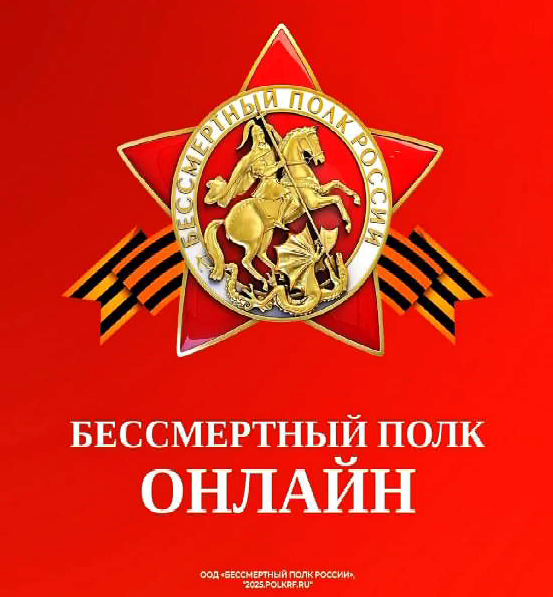 БЕССМЕРТНЫЙ ПОЛК РОССИИ
БЕССМЕРТНЫЙ ПОЛК
ОНЛАЙН
ООД «БЕССМЕРТНЫЙ ПОЛК РОССИИ»,
"2025.POLKRF.RU"